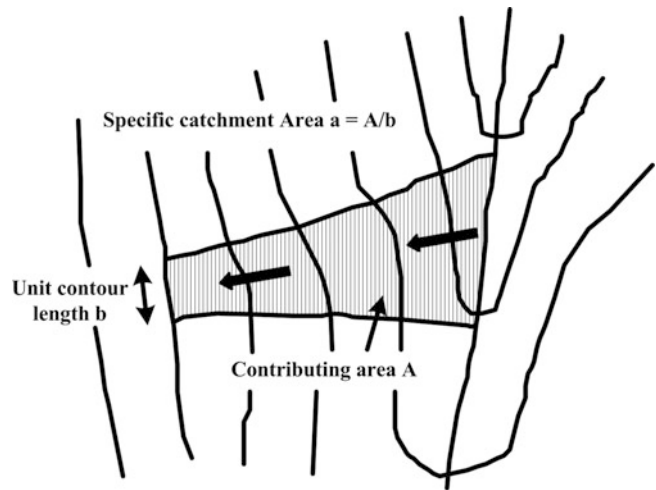 Specific catchment Area a = A/b
Unit contour
length b
Contributing area A